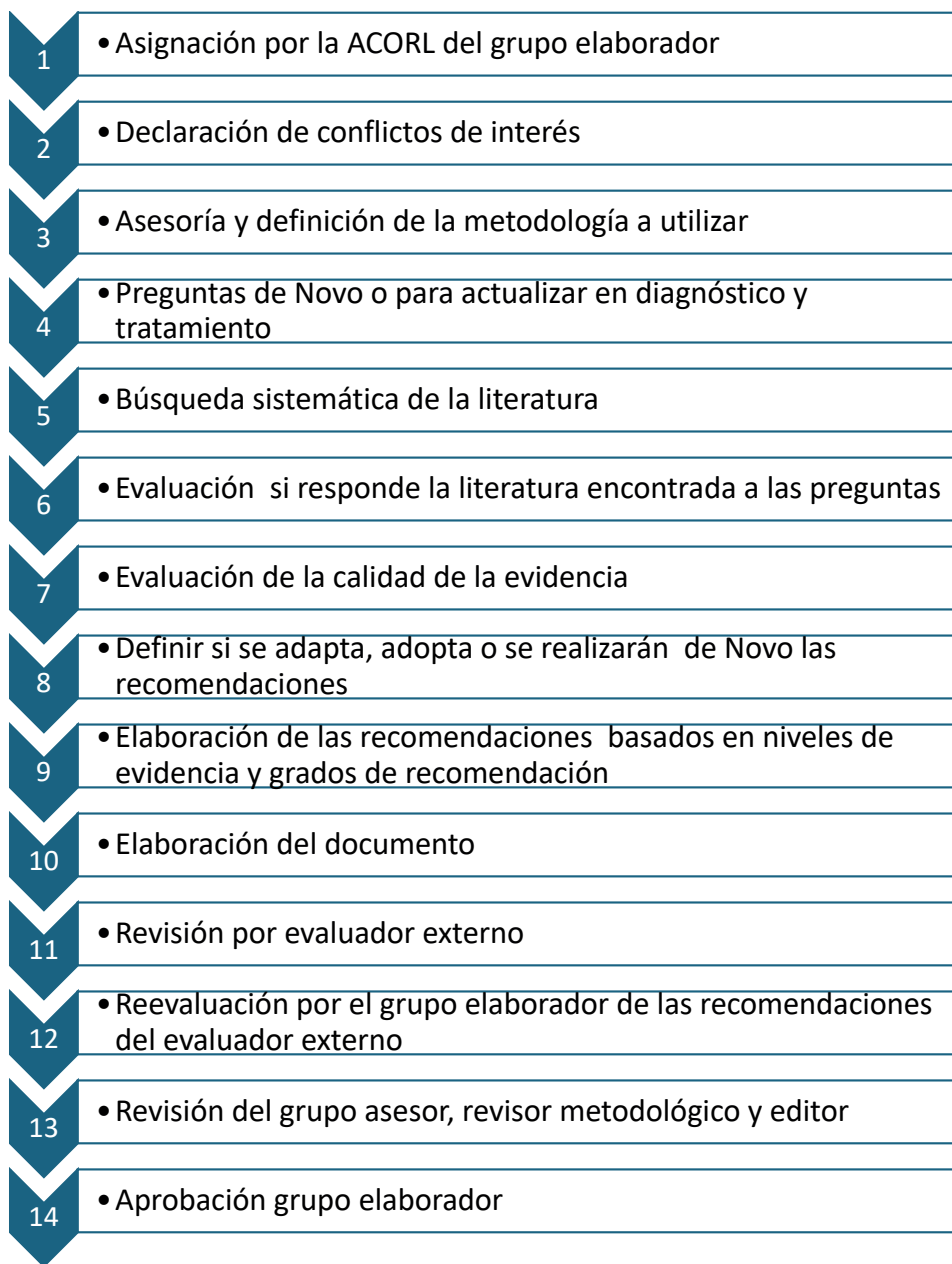 1
• Asignación por la ACORL del grupo elaborador
2
• Declaración de conflictos de interés
3
• Asesoría y definición de la metodología a utilizar
4
• Preguntas de Novo o para actualizar en diagnóstico y
tratamiento
5
• Búsqueda sistemática de la literatura
6
• Evaluación  si responde la literatura encontrada a las preguntas
7
• Evaluación de la calidad de la evidencia
8
• Definir si se adapta, adopta o se realizarán  de Novo las
recomendaciones
9
• Elaboración de las recomendaciones  basados en niveles de
evidencia y grados de recomendación
10
• Elaboración del documento
11
• Revisión por evaluador externo
12
• Reevaluación por el grupo elaborador de las recomendaciones
del evaluador externo
13
• Revisión del grupo asesor, revisor metodológico y editor
14
• Aprobación grupo elaborador